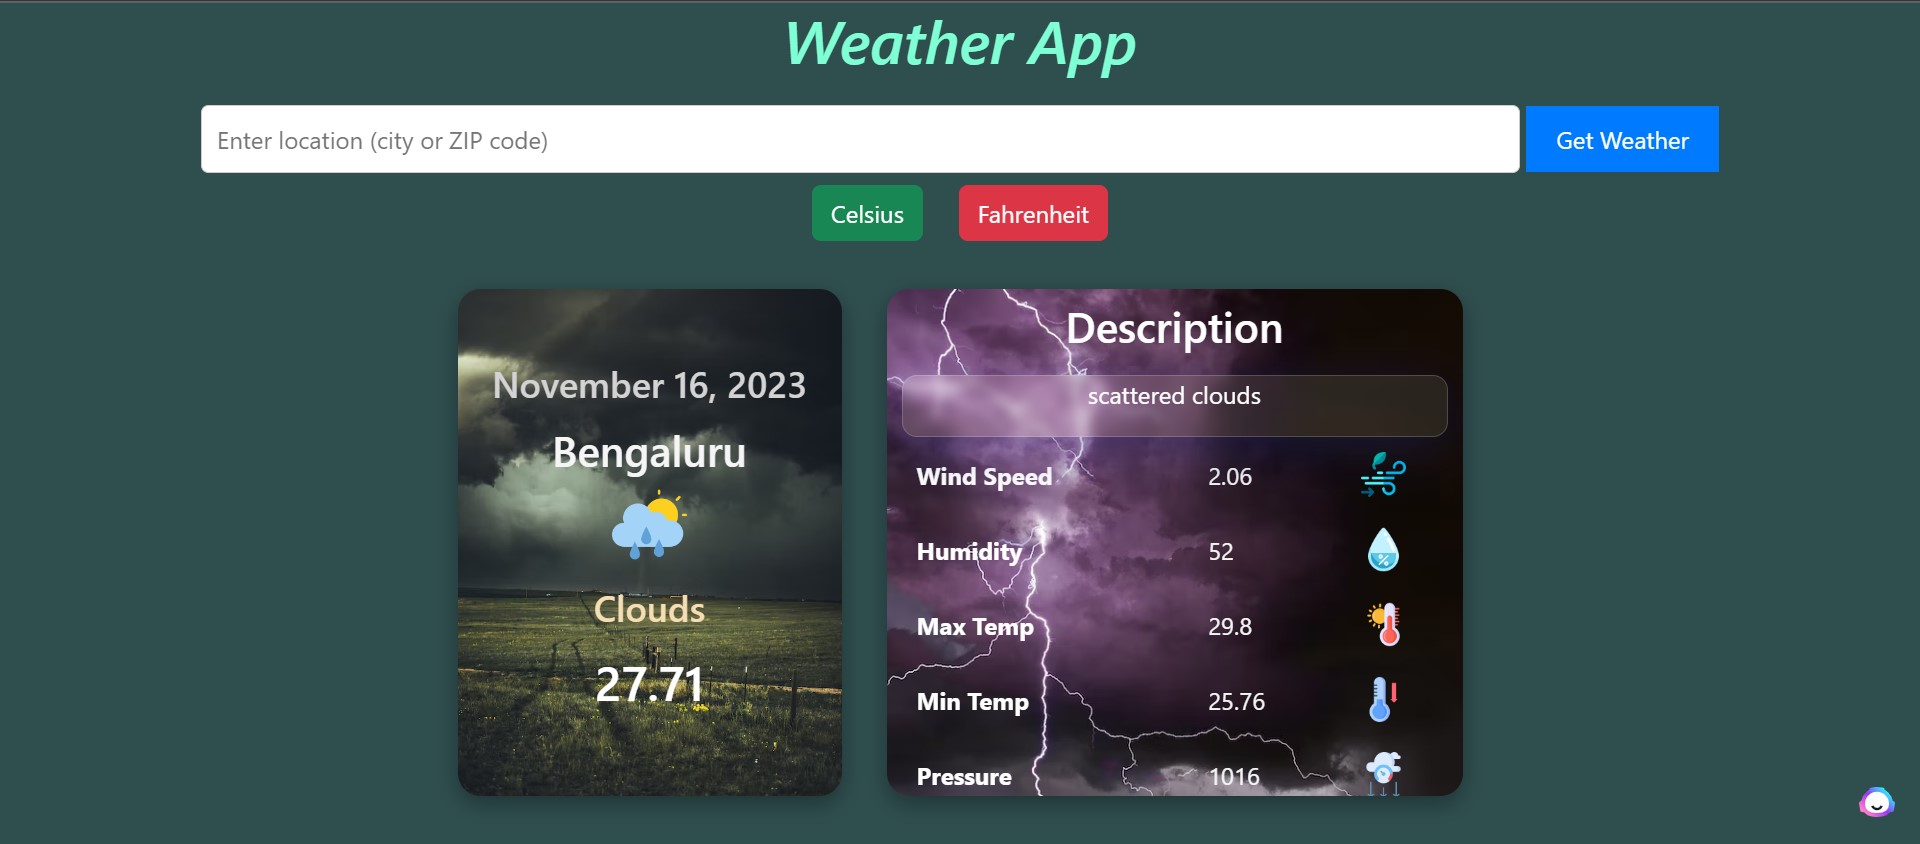 Weather App
Enter location (city or ZIP code)
Get Weather
Celsius
Fahrenheit
November 16, 2023
Bengaluru
Clouds
27.71
Description
scattered clouds
Wind Speed 2.06
Humidity 52
%
Max Temp 29.8
Min Temp 25.76
Pressure 1016